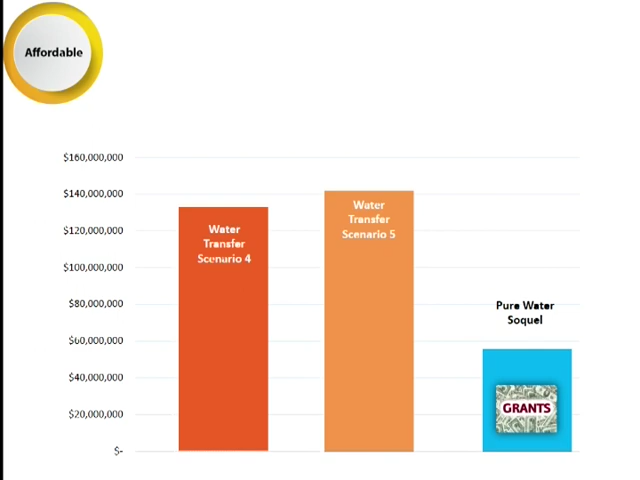 Affordable
$160,000,000
$140,000,000
$120,000,000
$100,000,000
$80,000,000
$60,000,000
$40,000,000
$20,000,000
$-
Water
Transfer
Scenario 4
Water
Transfer
Scenario 5
Pure Water
Soquel
GRANTS